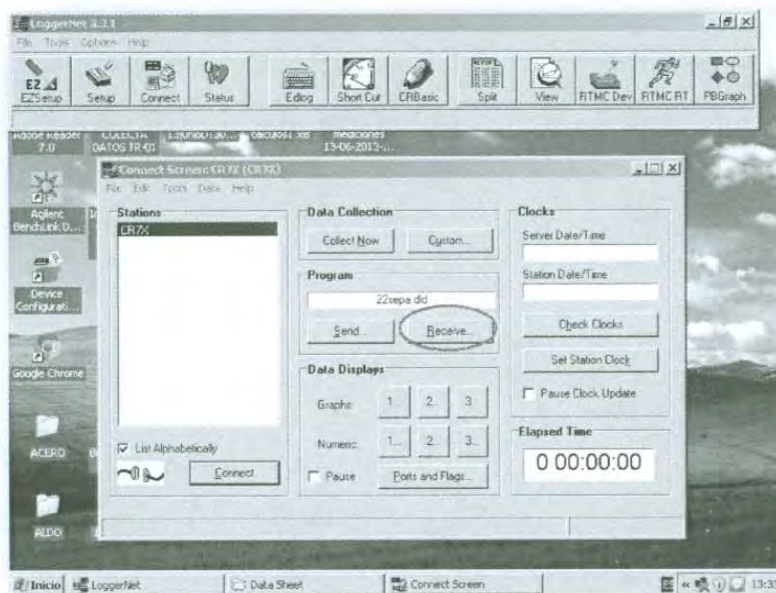 LoggerNet 3.3.1
File Tools Options Help
EZSetup Setup Connect Status Edlog Short Cut CRBasic Split View RTMC Dev RTMC RT PBGraph
Adobe Reader 7.0
COLECTA DATOS TR-01
13-06-2013-...
Agilent BenchLink D...
Device Configurati...
Google Chrome
ACERO
ALDO
Connect Screen: CR7X (CR7X)
File Edit Tools Data Help
Stations
CR7X
List Alphabetically
Connect
Data Collection
Collect Now Custom...
Program
22sepa.dld
Send... Receive...
Data Displays
Graphs: 1... 2... 3...
Numeric: 1... 2... 3...
Pause Ports and Flags...
Clocks
Server Date/Time
Station Date/Time
Check Clocks
Set Station Clock
Pause Clock Update
Elapsed Time
0 00:00:00
Inicio LoggerNet Data Sheet Connect Screen